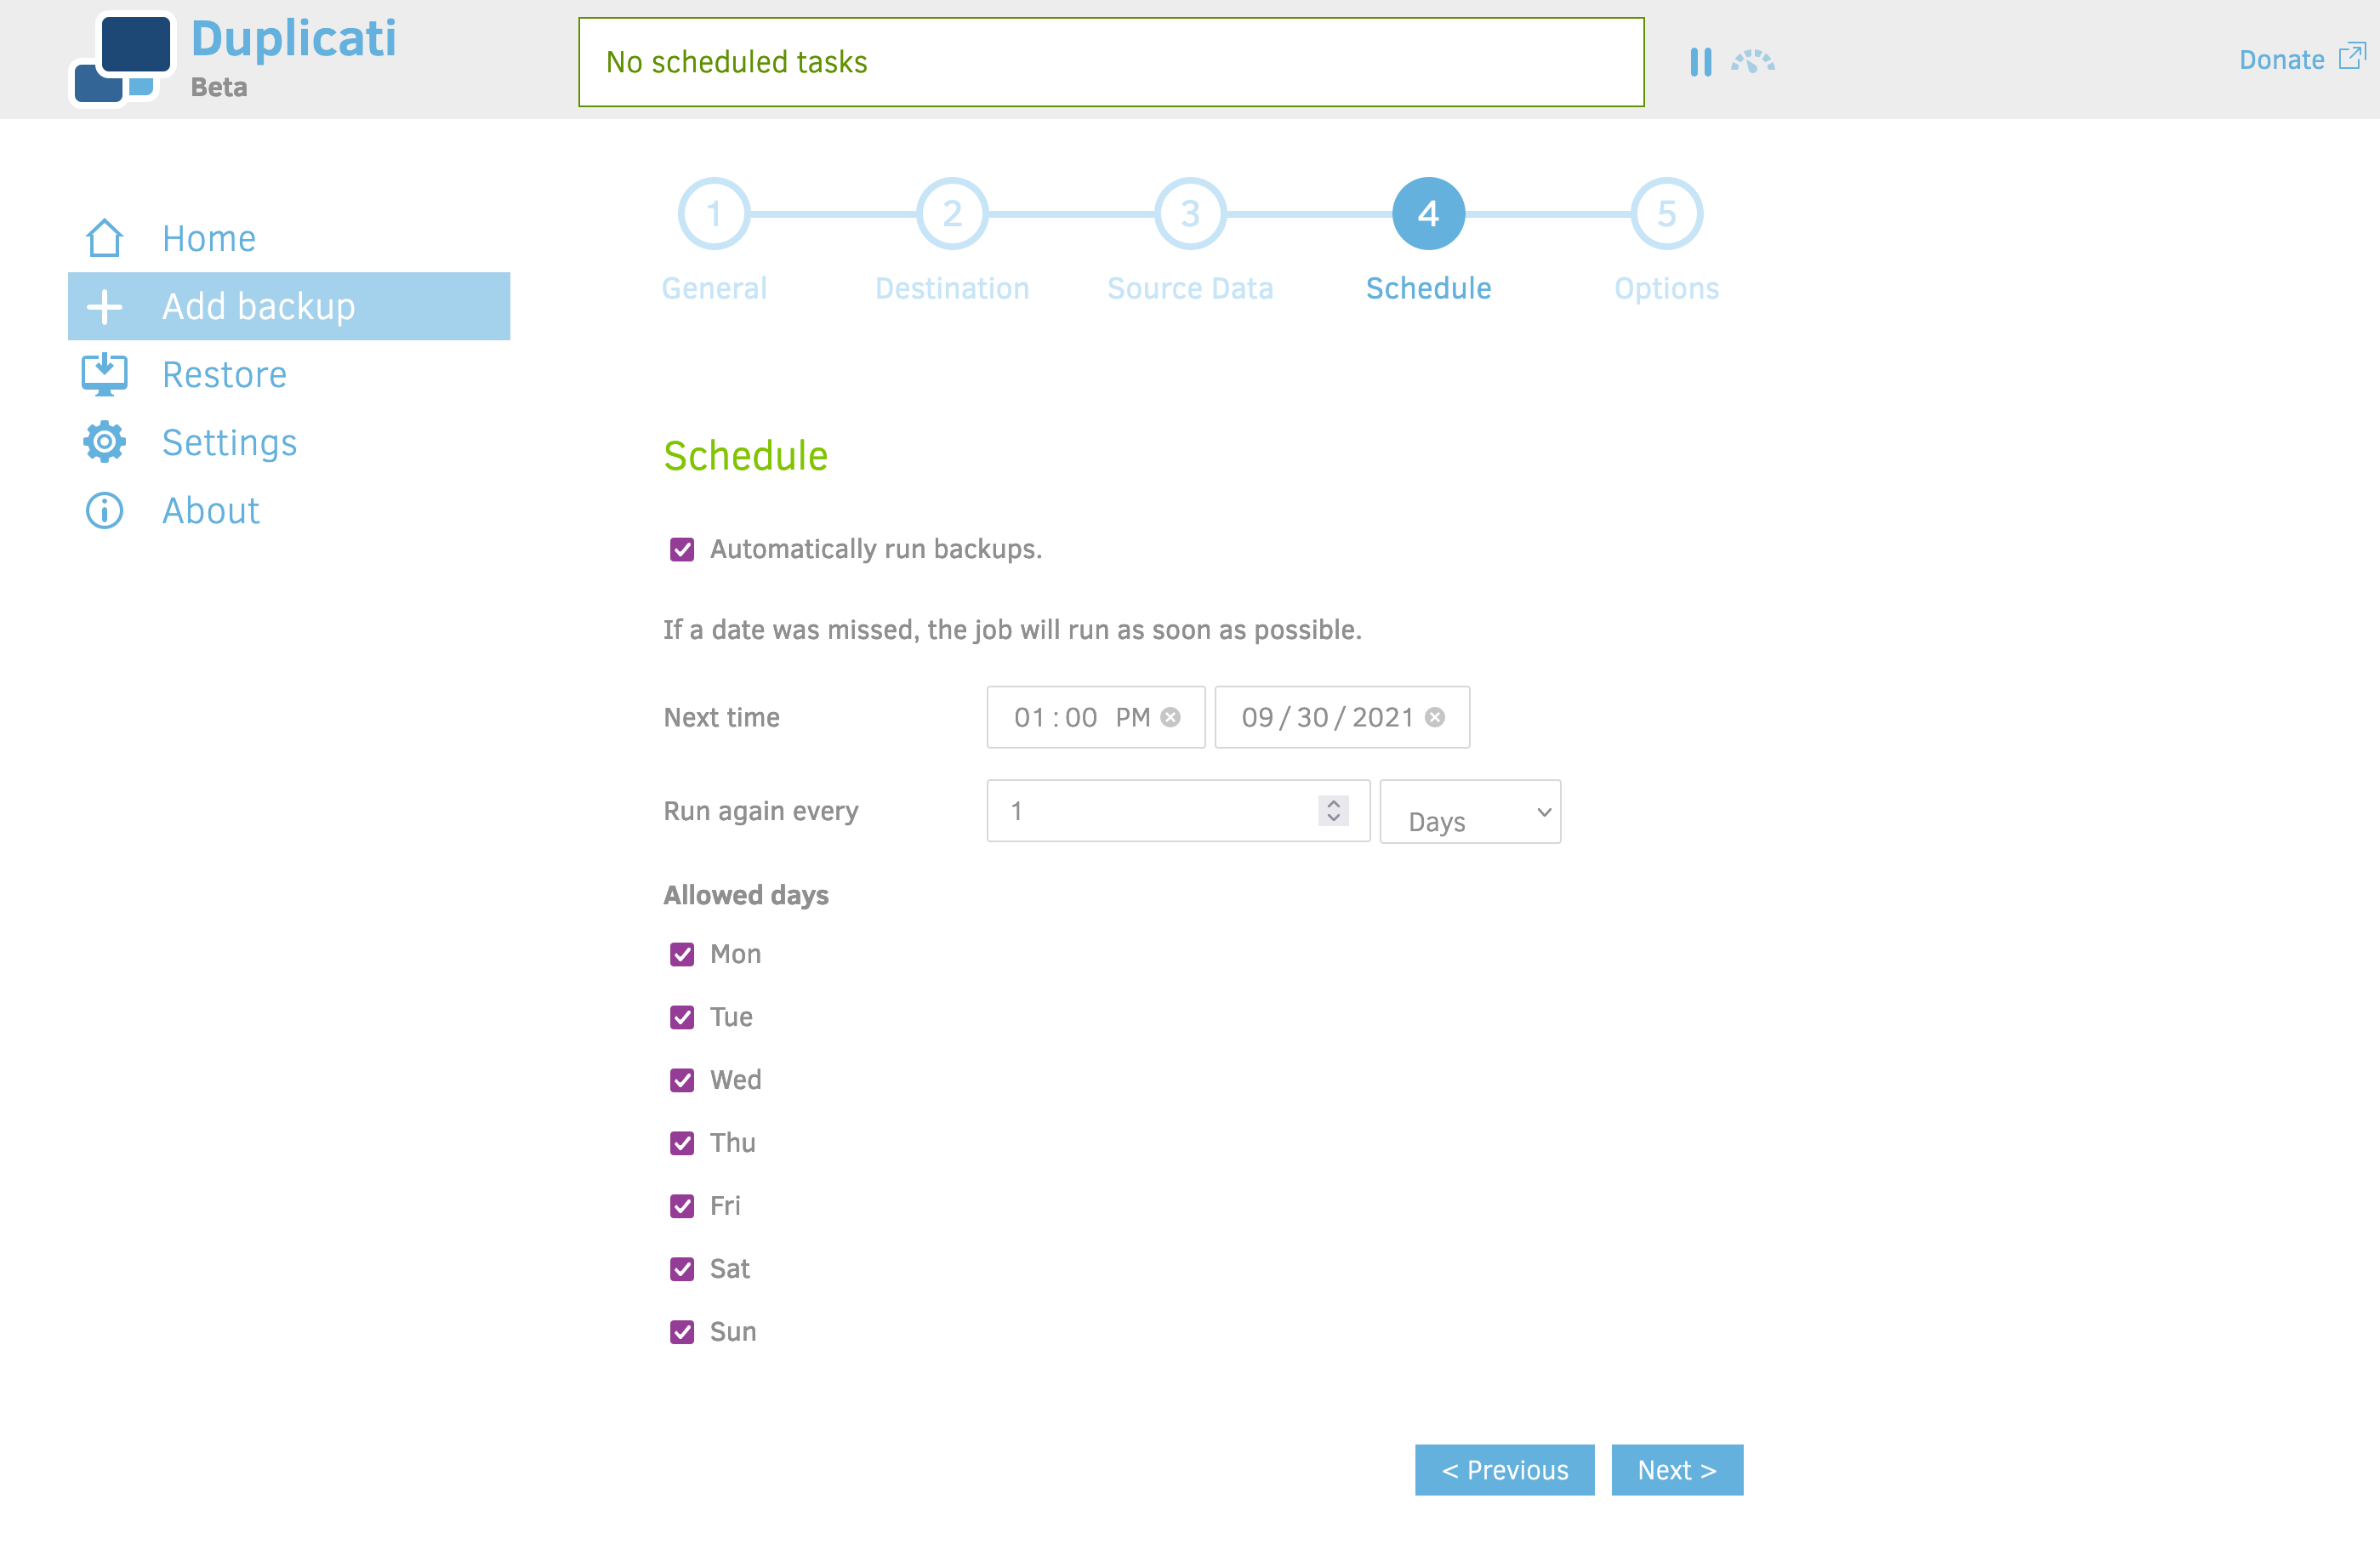 Duplicati
Beta
No scheduled tasks
Donate
Home
Add backup
Restore
Settings
About
1 2 3 4 5
General Destination Source Data Schedule Options
Schedule
Automatically run backups.
If a date was missed, the job will run as soon as possible.
Next time 01:00 PM 09/30/2021
Run again every 1 Days
Allowed days
Mon
Tue
Wed
Thu
Fri
Sat
Sun
< Previous Next >